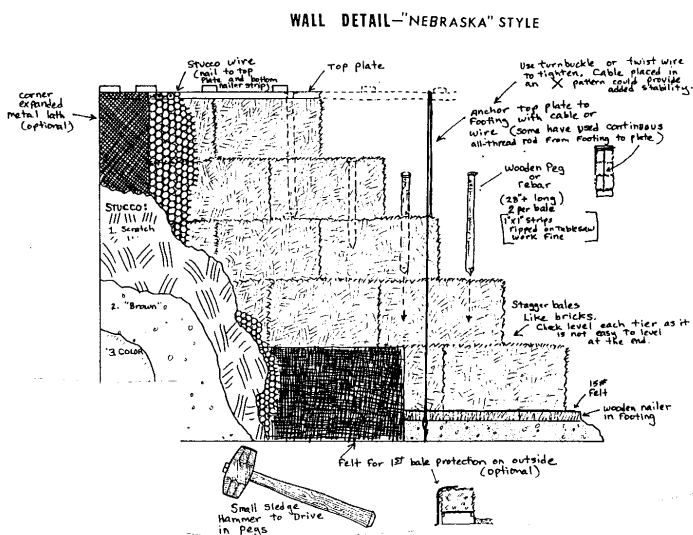 WALL DETAIL—"NEBRASKA" STYLE
Stucco wire
(nail to top
Plate and bottom
nailer strip)
Top plate
Use turnbuckle or twist wire
to tighten. Cable placed in
an X pattern could provide
added stability.
corner
expanded
metal lath
(optional)
Anchor top plate to
Footing with cable or
wire (some have used continuous
all-thread rod from Footing to plate)
Wooden Peg
or
rebar
(28"+ long)
2 per bale
1"x1" strips
ripped on Tablesaw
work fine
STUCCO:
1. Scratch
2. "Brown"
3. COLOR
Stagger bales
Like bricks.
Check level each tier as it
is not easy to level
at the end.
15#
Felt
wooden nailer
in footing
Felt for 1st bale protection on outside
(optional)
Small sledge
Hammer to Drive
in pegs